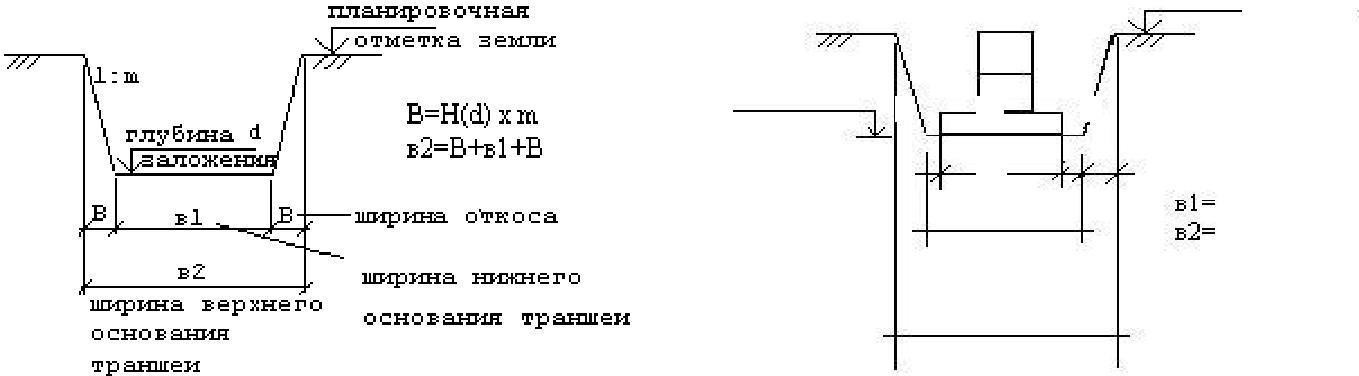 планировочная
отметка земли
1:m
глубина d
заложения
B=H(d) x m
в2=B+в1+B
B
в1
B
ширина откоса
в2
ширина нижнего
основания траншеи
ширина верхнего
основания
траншеи
в1=
в2=